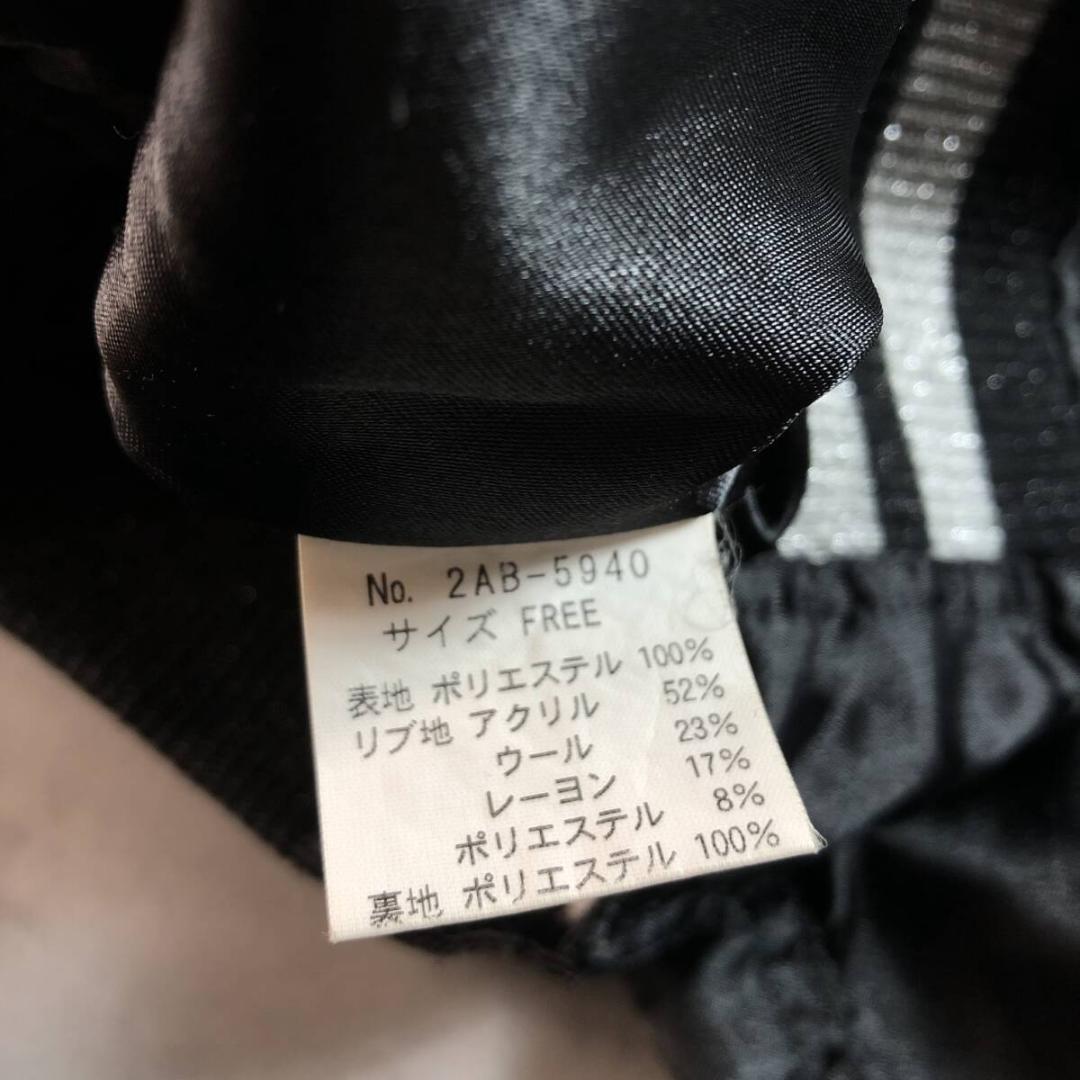 No. 2AB-5940
サイズ FREE
表地 ポリエステル 100%
リブ地 アクリル 52%
ウール 23%
レーヨン 17%
ポリエステル 8%
裏地 ポリエステル 100%